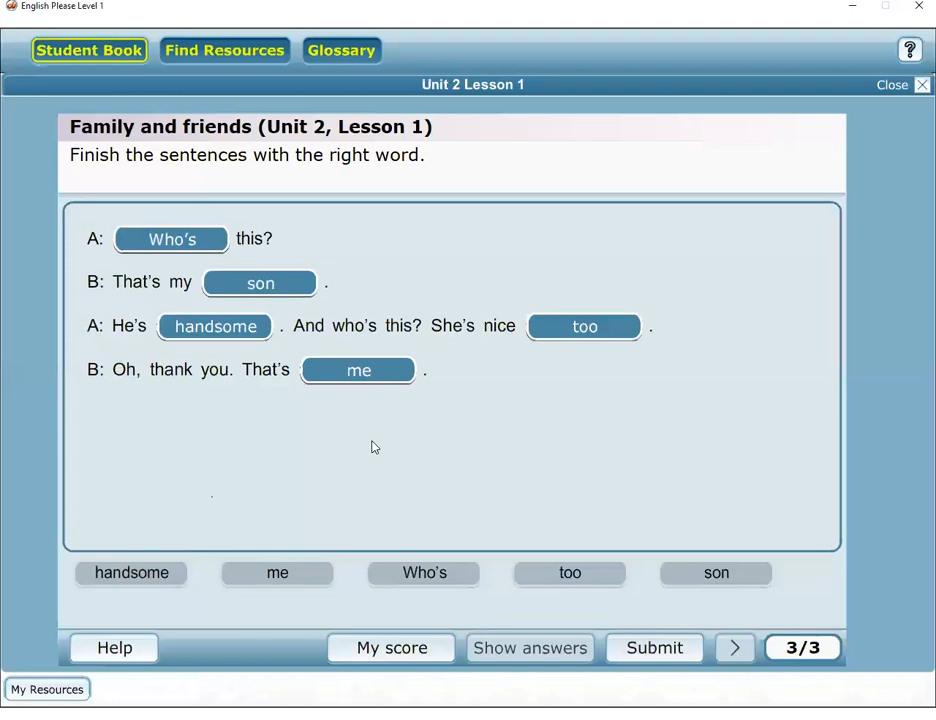 English Please Level 1
Student Book Find Resources Glossary ?
Unit 2 Lesson 1 Close
Family and friends (Unit 2, Lesson 1)
Finish the sentences with the right word.
A: Who's this?
B: That's my son .
A: He's handsome . And who's this? She's nice too .
B: Oh, thank you. That's me .
handsome me Who's too son
Help My score Show answers Submit > 3/3
My Resources